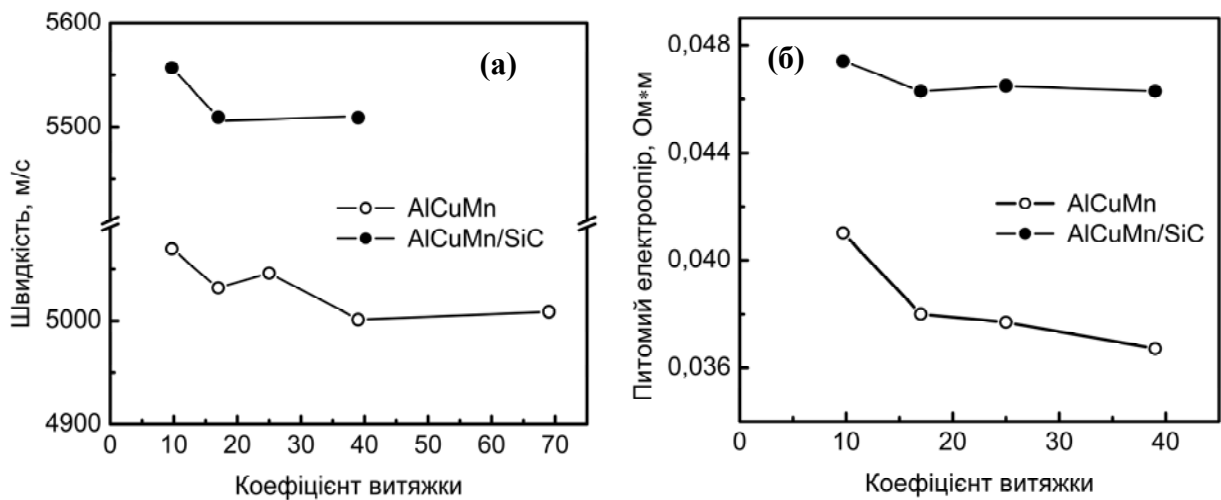 5600
5500
5000
4900
Швидкість, м/с
(а)
AlCuMn
AlCuMn/SiC
0 10 20 30 40 50 60 70
Коефіцієнт витяжки
0,048
0,044
0,040
0,036
Питомий електроопір, Ом*м
(б)
AlCuMn
AlCuMn/SiC
0 10 20 30 40
Коефіцієнт витяжки